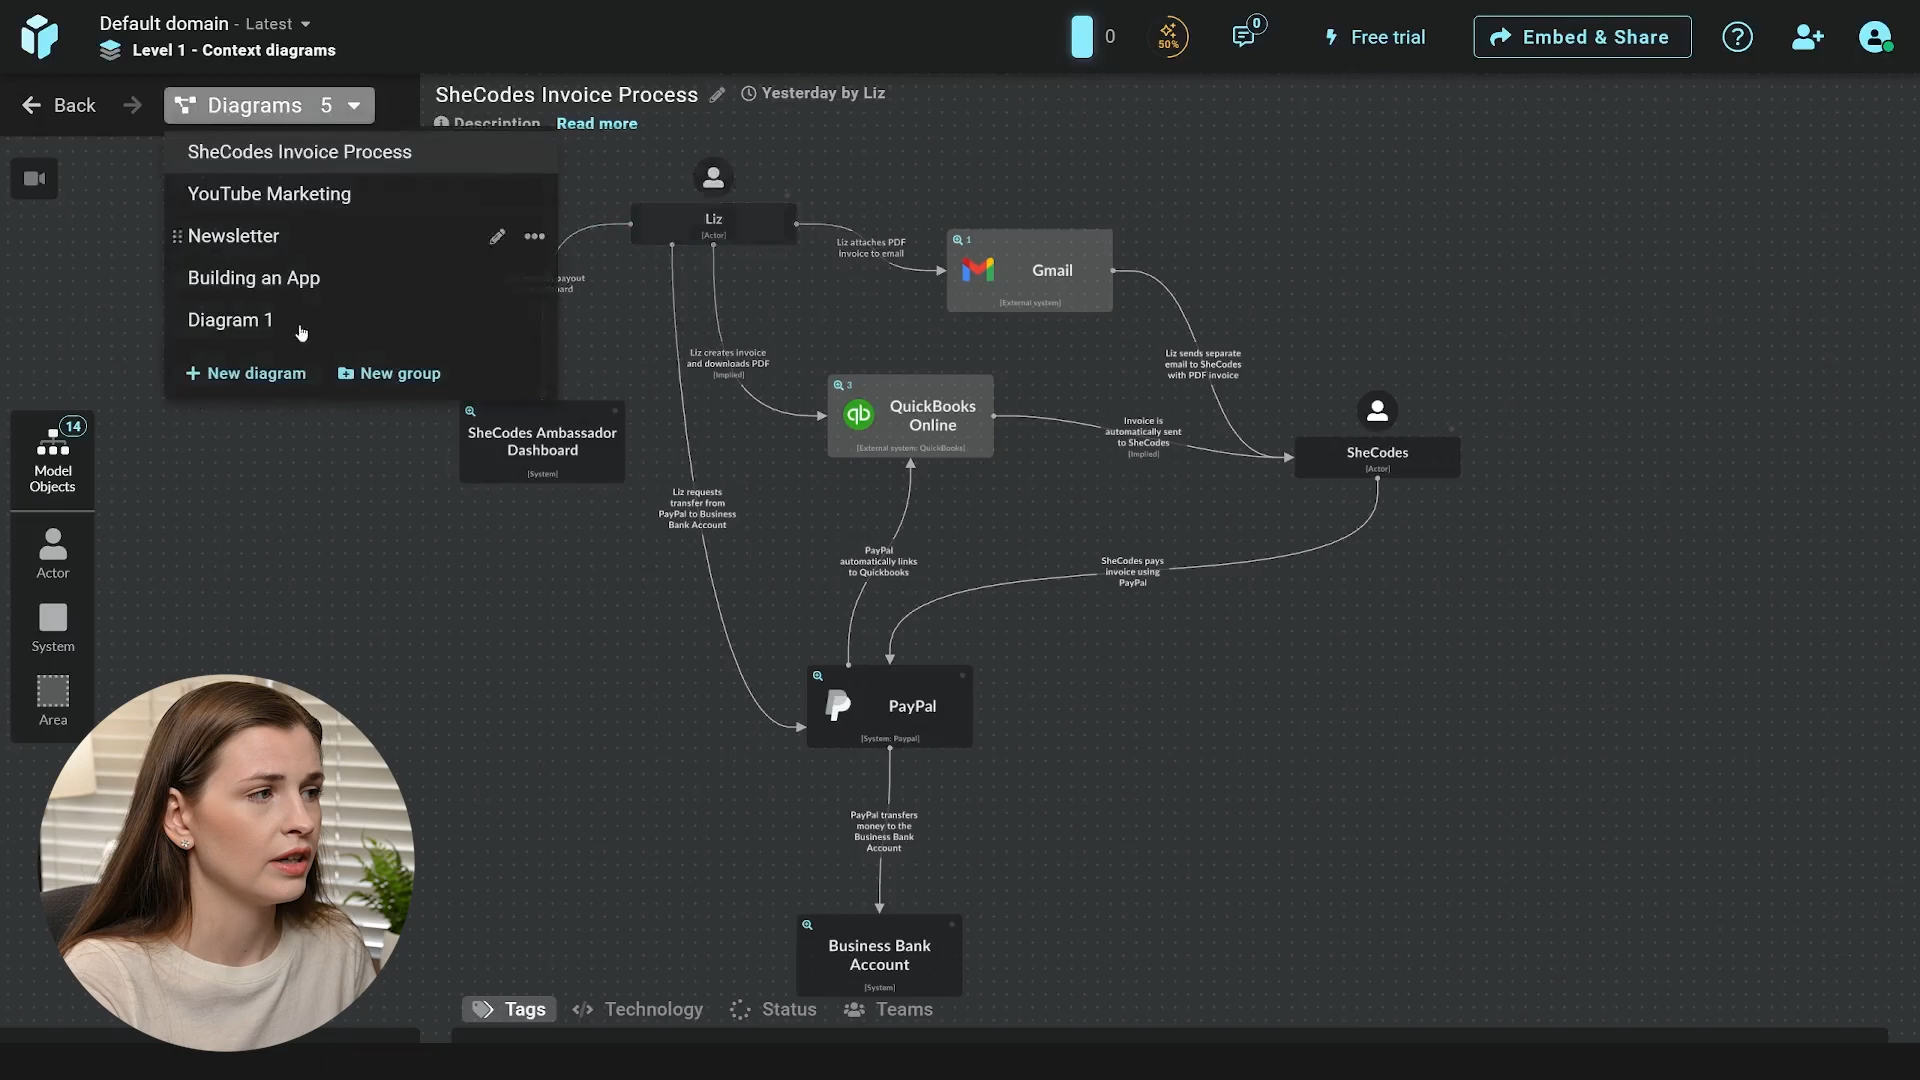 Default domain - Latest
Level 1 - Context diagrams
0
50%
0
Free trial
Embed & Share
?
Back
Diagrams 5
SheCodes Invoice Process
Yesterday by Liz
Description
Read more
SheCodes Invoice Process
YouTube Marketing
Newsletter
Building an App
Diagram 1
+ New diagram
New group
14
Model
Objects
Actor
System
Area
Liz
[Actor]
payout
Liz attaches PDF
invoice to email
1
Gmail
[External system]
Liz creates invoice
and downloads PDF
[Implied]
3
QuickBooks
Online
[External system: QuickBooks]
Liz sends separate
email to SheCodes
with PDF invoice
Invoice is
automatically sent
to SheCodes
[Implied]
SheCodes
[Actor]
SheCodes Ambassador
Dashboard
[System]
Liz requests
transfer from
PayPal to Business
Bank Account
PayPal
automatically links
to Quickbooks
SheCodes pays
invoice using
PayPal
PayPal
[System: Paypal]
PayPal transfers
money to the
Business Bank
Account
Business Bank
Account
[System]
Tags
Technology
Status
Teams